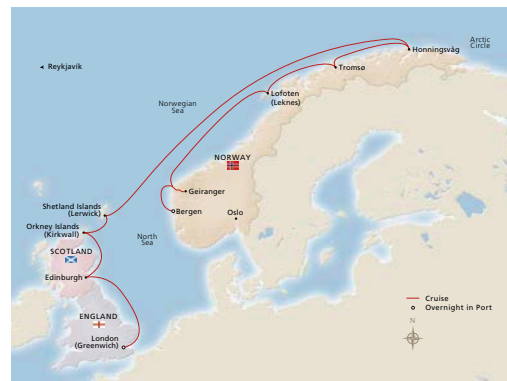 Honningsvåg
Arctic
Circle
Reykjavik
Tromsø
Lofoten
(Leknes)
Norwegian
Sea
NORWAY
Geiranger
Shetland Islands
(Lerwick)
Bergen
Oslo
Orkney Islands
(Kirkwall)
North
Sea
SCOTLAND
Edinburgh
Cruise
Overnight in Port
ENGLAND
N
London
(Greenwich)